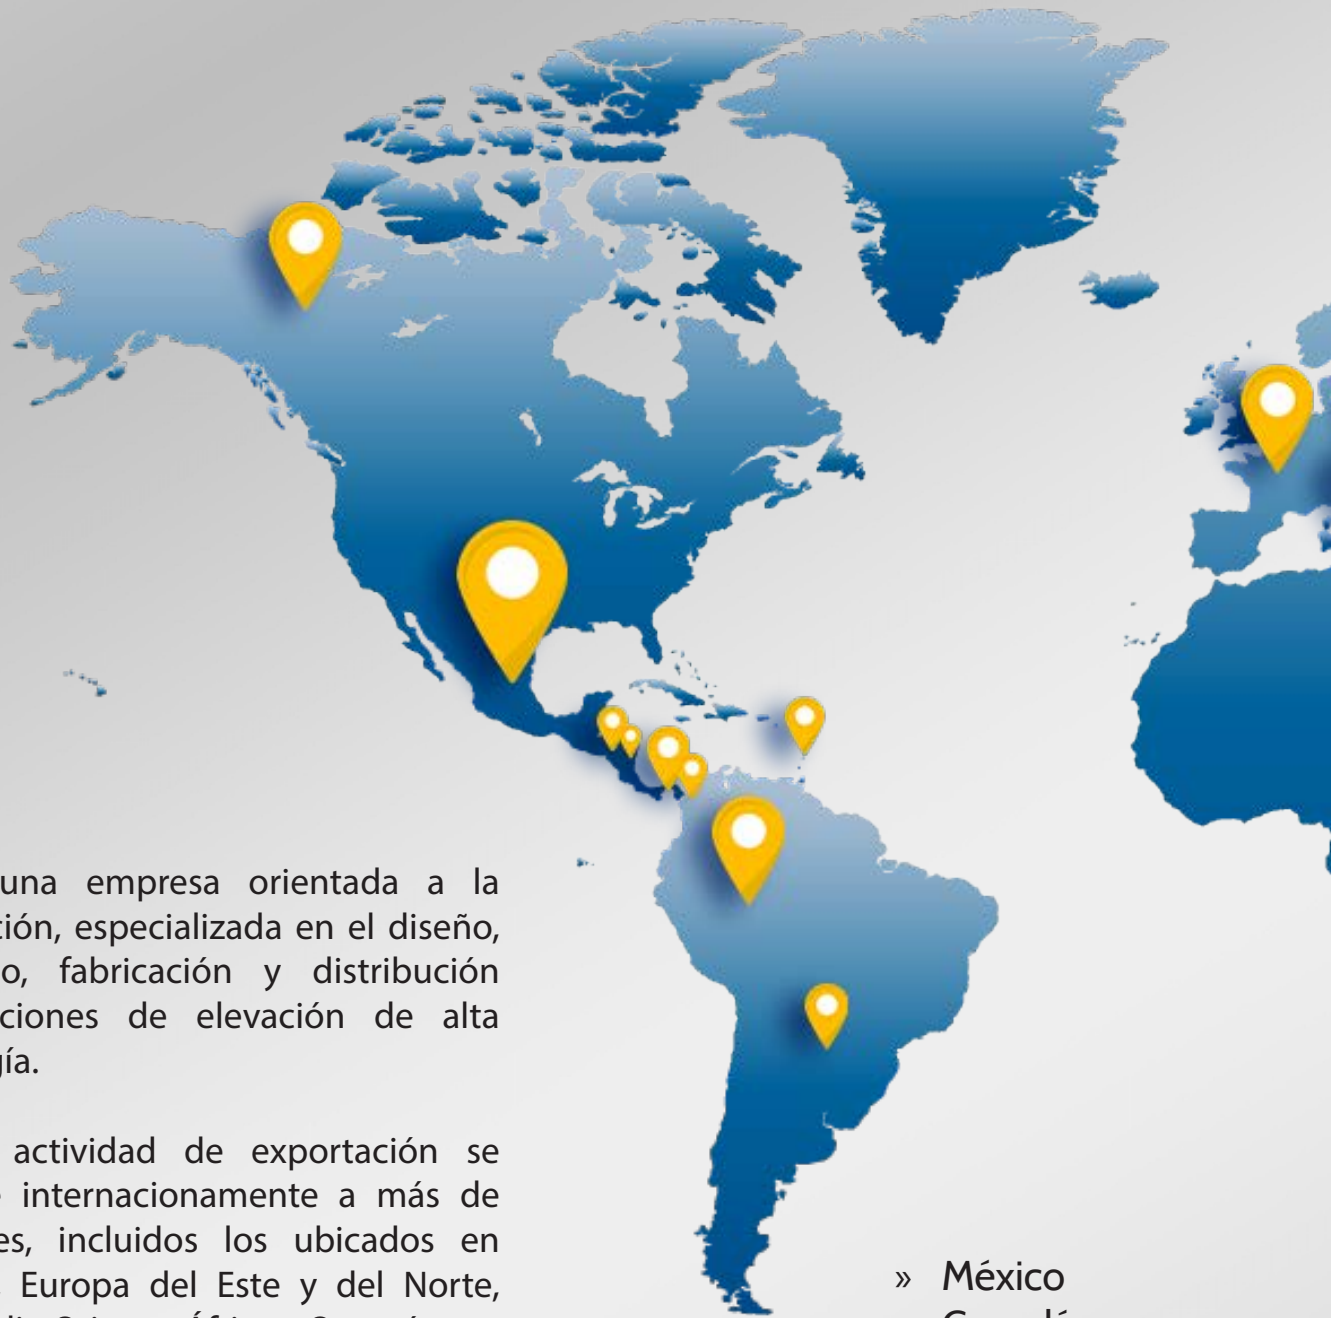 una empresa orientada a la
ción, especializada en el diseño,
o, fabricación y distribución
ciones de elevación de alta
gía.
actividad de exportación se
internacionamente a más de
es, incluidos los ubicados en
Europa del Este y del Norte,
» México